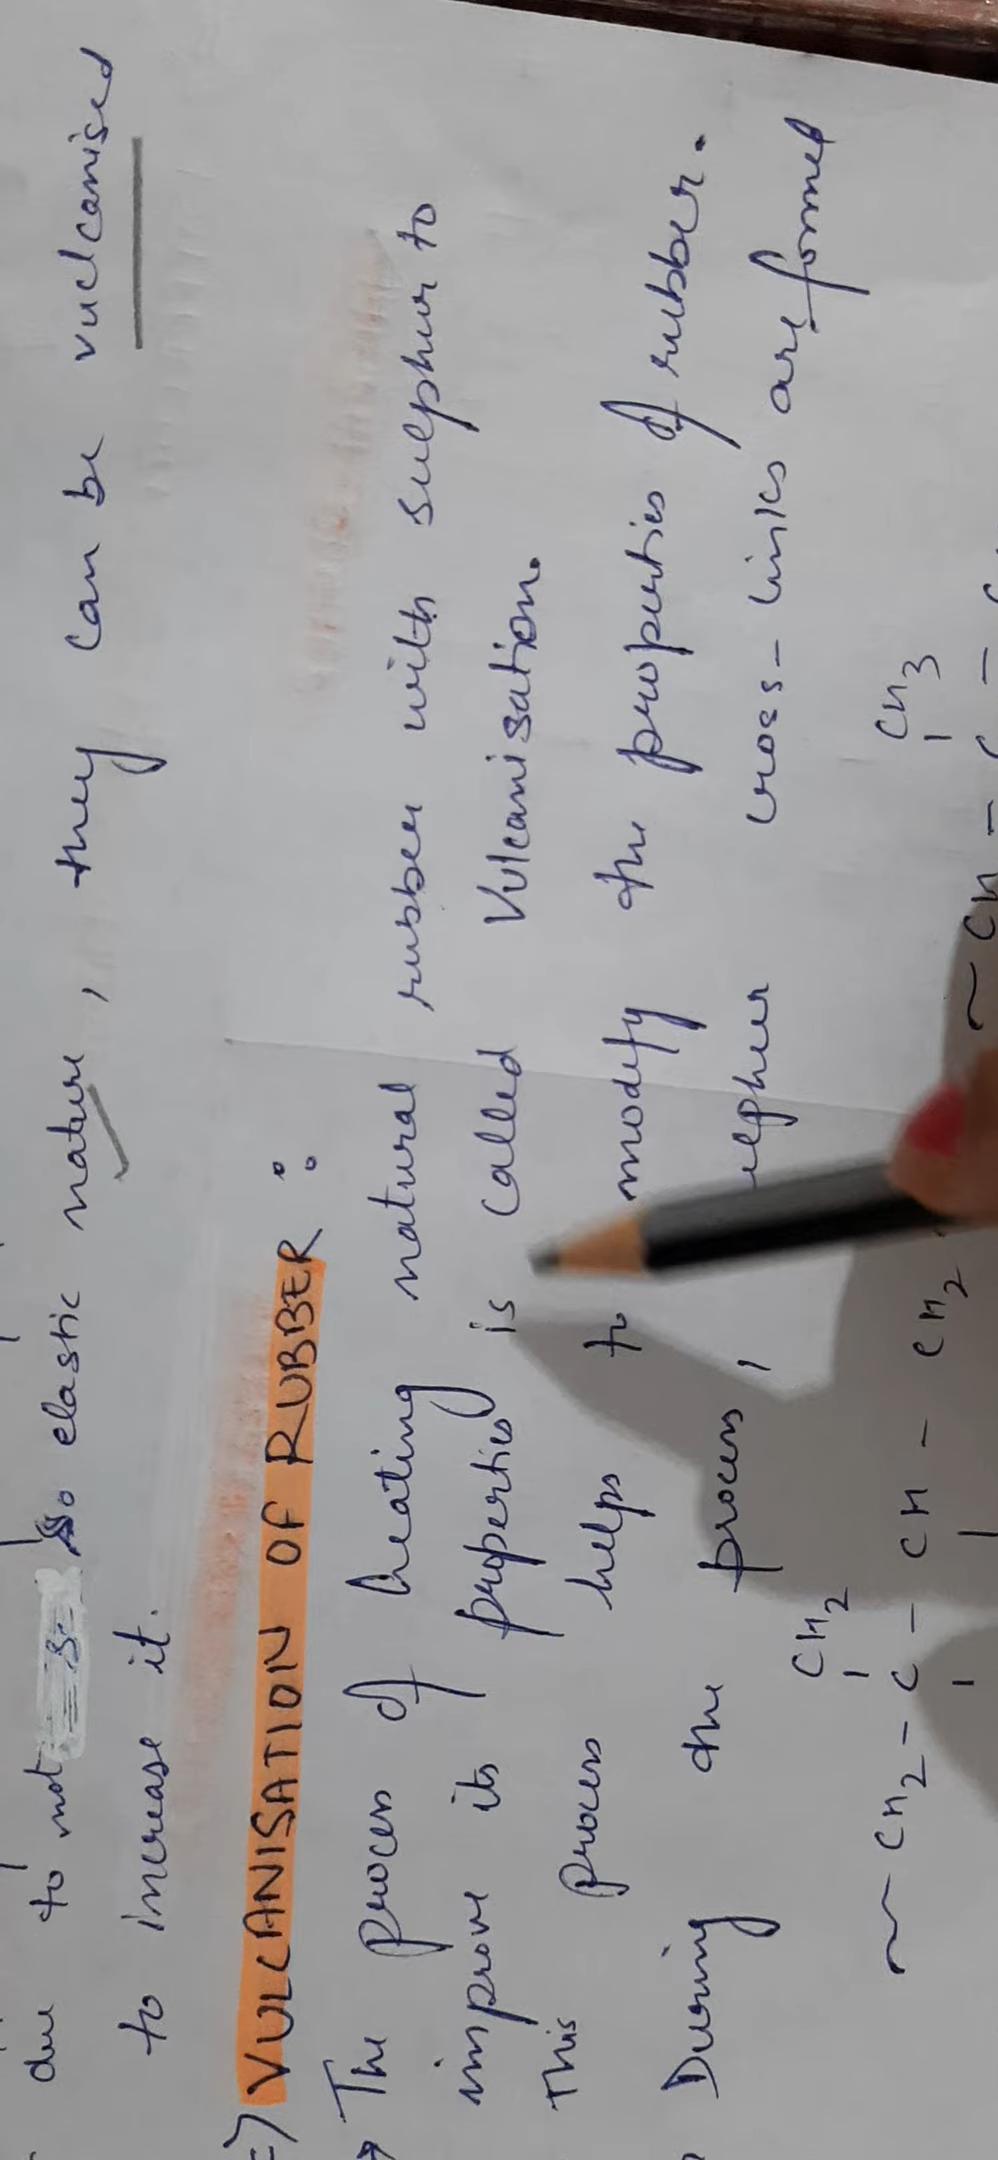 due to not so elastic nature, they can be vulcanised
to increase it.
=) VULCANISATION OF RUBBER :
→ The process of heating natural rubber with sulphur to
improve its properties is called Vulcanisation.
This process helps to modify the properties of rubber.
During the process, ulphur cross-links are formed
CH2 CH3
~ CH2 - C - CH - CH2 ~ CH - C -